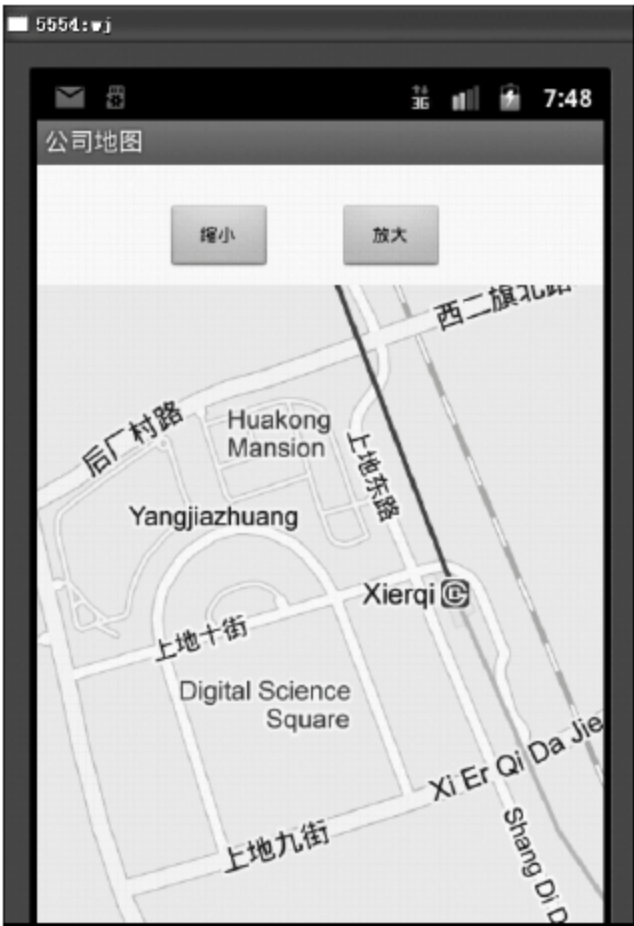 5554:wj
3G 7:48
公司地图
缩小 放大
西二旗北路
后厂村路
Huakong
Mansion
上地东路
Yangjiazhuang
Xierqi
上地十街
Digital Science
Square
Xi Er Qi Da Jie
上地九街
Shang Di D